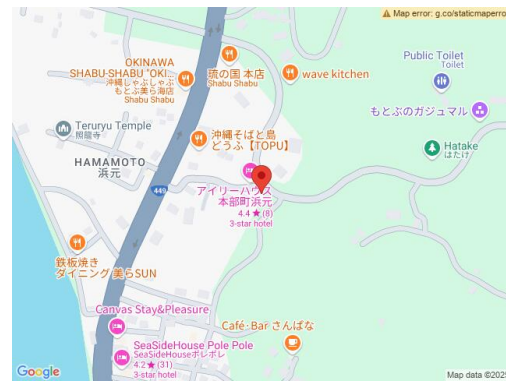 Map error: g.co/staticmaperro
OKINAWA
SHABU-SHABU "OKI...
沖縄しゃぶしゃぶ
もとぶ美ら海店
Shabu Shabu
琉の国 本店
Shabu Shabu
wave kitchen
Public Toilet
Toilet
もとぶのガジュマル
Teruryu Temple
照龍寺
沖縄そばと島
どうふ【TOPU】
Hatake
はたけ
HAMAMOTO
浜元
449
アイリーハウス
本部町浜元
4.4★(8)
3-star hotel
鉄板焼き
ダイニング 美らSUN
Canvas Stay&Pleasure
Café･Bar さんぱな
SeaSideHouse Pole Pole
SeaSideHouseポレポレ
4.2★(31)
3-star hotel
Google
Map data ©2025